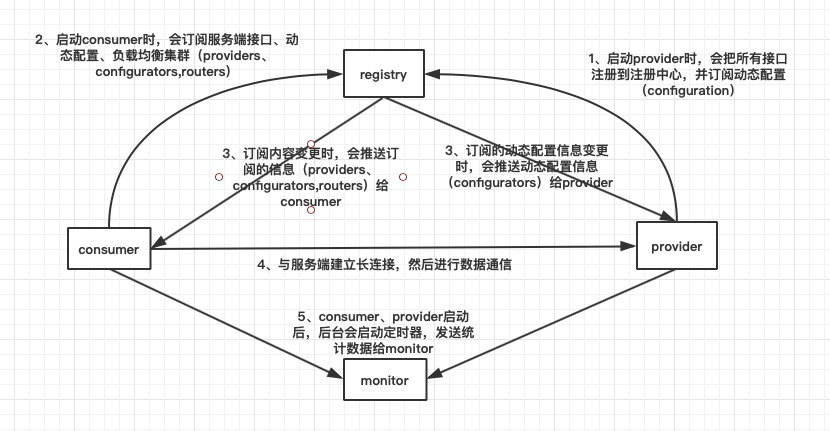 2、启动consumer时，会订阅服务端接口、动
态配置、负载均衡集群（providers、
configurators,routers）
registry
1、启动provider时，会把所有接口
注册到注册中心，并订阅动态配置
（configuration）
3、订阅内容变更时，会推送订
阅的信息（providers、
configurators,routers）给
consumer
3、订阅的动态配置信息变更
时，会推送动态配置信息
（configurators）给provider
consumer
provider
4、与服务端建立长连接，然后进行数据通信
5、consumer、provider启动
后，后台会启动定时器，发送统
计数据给monitor
monitor